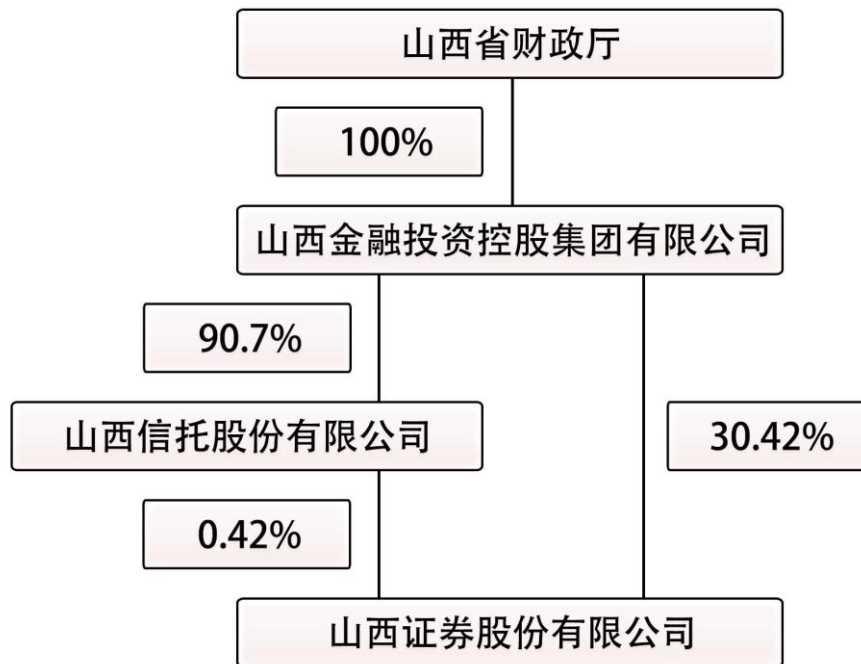 山西省财政厅
100%
山西金融投资控股集团有限公司
90.7%
山西信托股份有限公司
30.42%
0.42%
山西证券股份有限公司